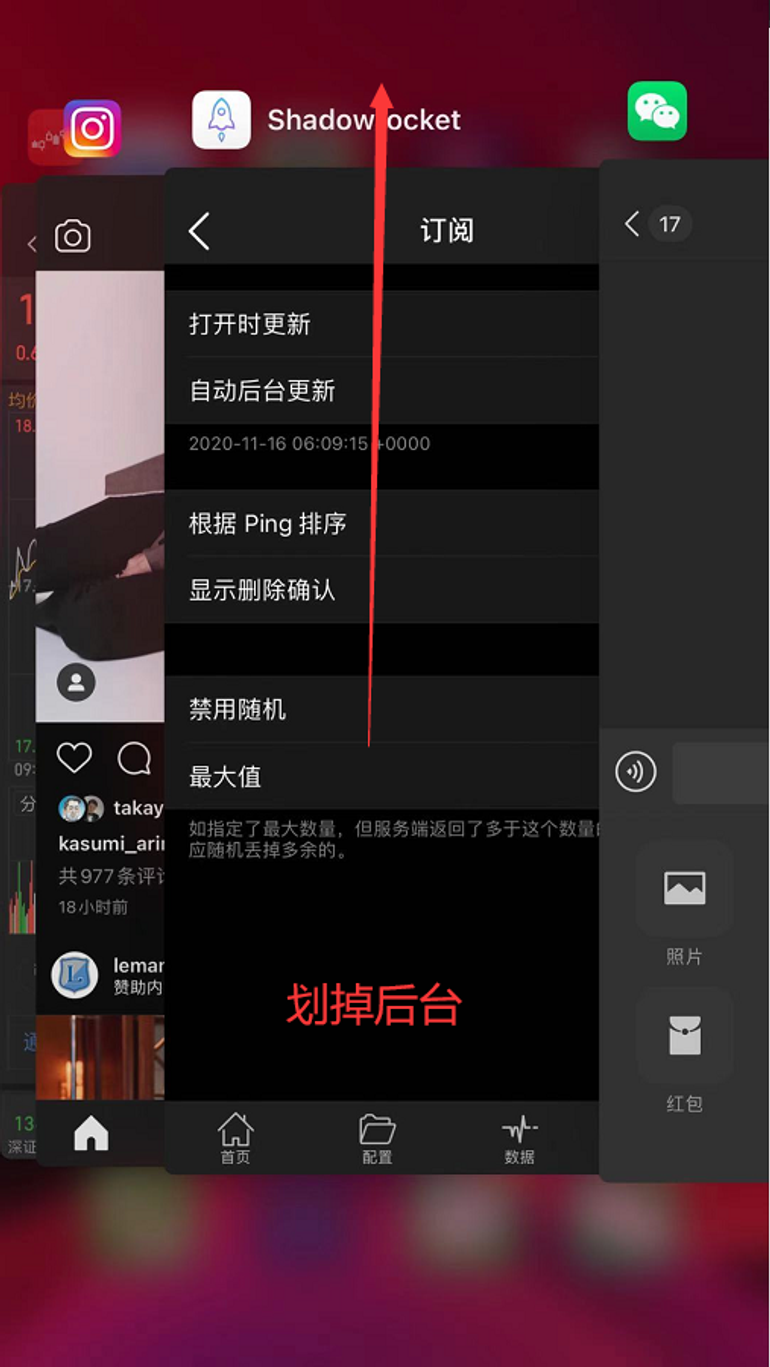 Shadowrocket
订阅
17
打开时更新
自动后台更新
2020-11-16 06:09:15 +0000
根据 Ping 排序
显示删除确认
禁用随机
最大值
如指定了最大数量，但服务端返回了多于这个数量
应随机丢掉多余的。
划掉后台
首页
配置
数据
照片
红包
1
0.6
均价
18.
17.
17.
09:
分
通
13
深证
takay
kasumi_arin
共977条评论
18小时前
leman
赞助内